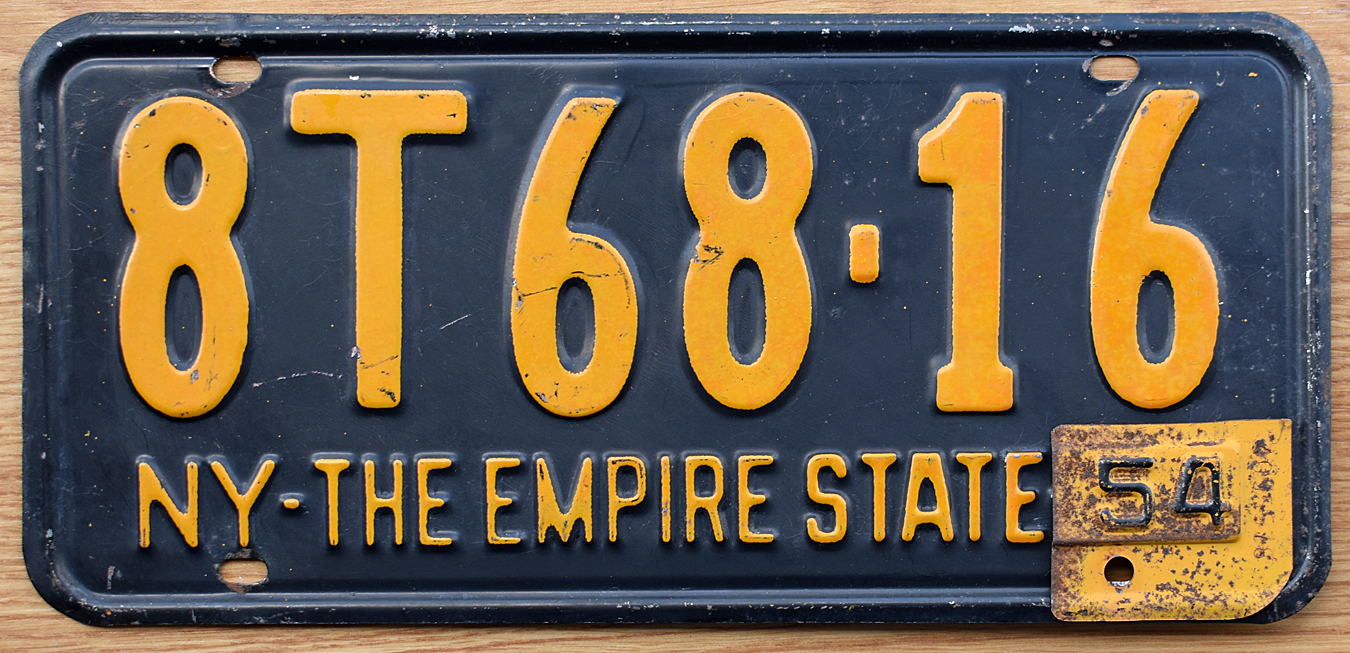 8T68-16
NY-THE EMPIRE STATE
54